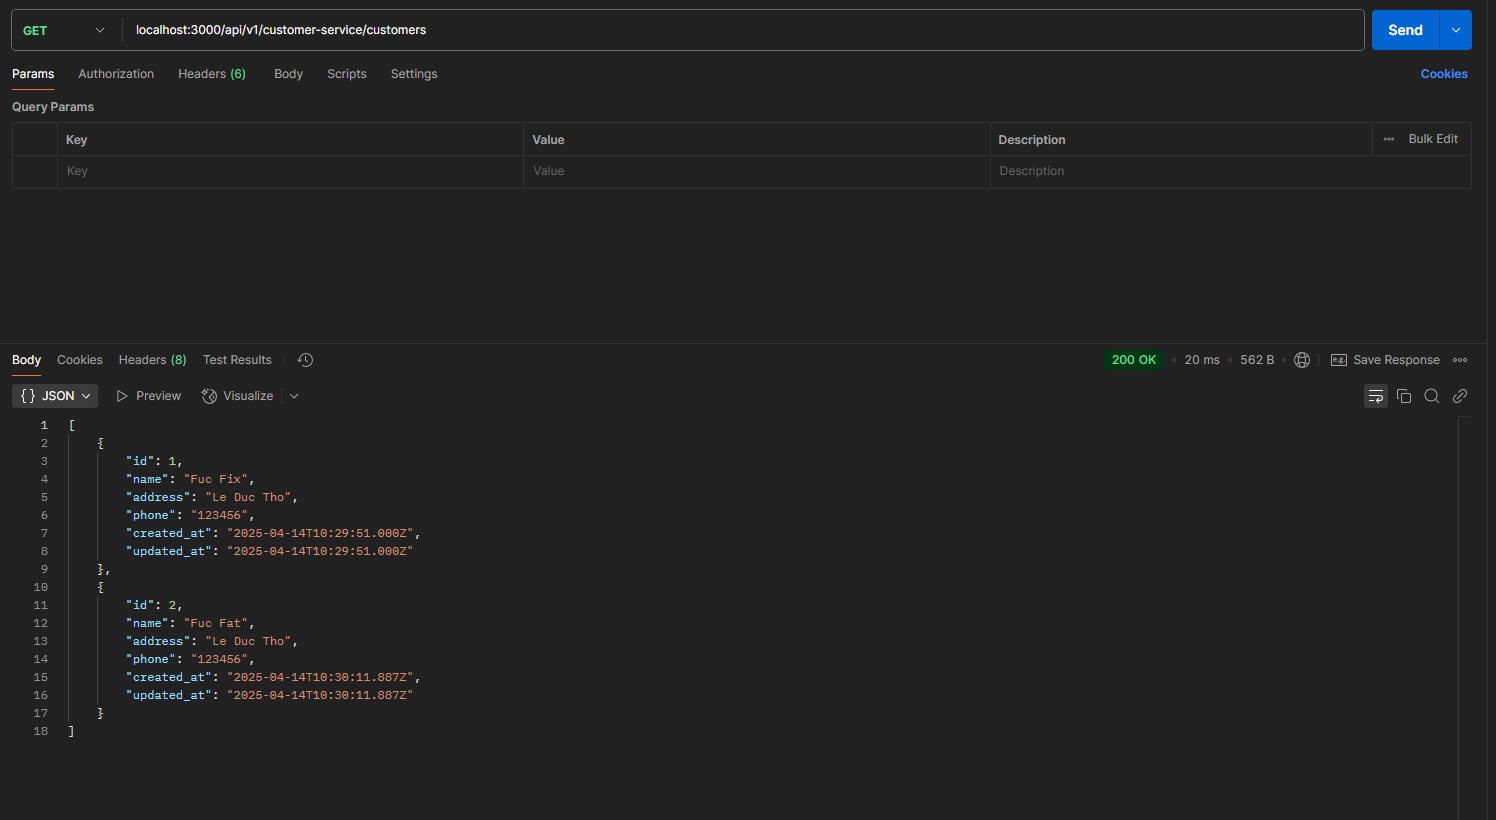 GET localhost:3000/api/v1/customer-service/customers Send
Params Authorization Headers (6) Body Scripts Settings Cookies
Query Params
Key Value Description Bulk Edit
Key Value Description
Body Cookies Headers (8) Test Results 200 OK 20 ms 562 B e.g. Save Response
{} JSON Preview Visualize
1 [
2 {
3 "id": 1,
4 "name": "Fuc Fix",
5 "address": "Le Duc Tho",
6 "phone": "123456",
7 "created_at": "2025-04-14T10:29:51.000Z",
8 "updated_at": "2025-04-14T10:29:51.000Z"
9 },
10 {
11 "id": 2,
12 "name": "Fuc Fat",
13 "address": "Le Duc Tho",
14 "phone": "123456",
15 "created_at": "2025-04-14T10:30:11.887Z",
16 "updated_at": "2025-04-14T10:30:11.887Z"
17 }
18 ]